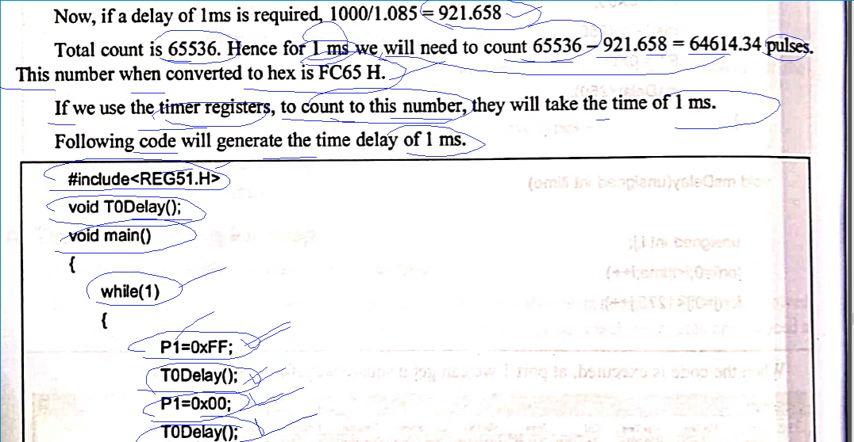 Now, if a delay of 1ms is required, 1000/1.085 = 921.658
Total count is 65536. Hence for 1 ms we will need to count 65536 – 921.658 = 64614.34 pulses.
This number when converted to hex is FC65 H.
If we use the timer registers, to count to this number, they will take the time of 1 ms.
Following code will generate the time delay of 1 ms.
#include<REG51.H>
void T0Delay();
void main()
{
while(1)
{
P1=0xFF;
T0Delay();
P1=0x00;
T0Delay();